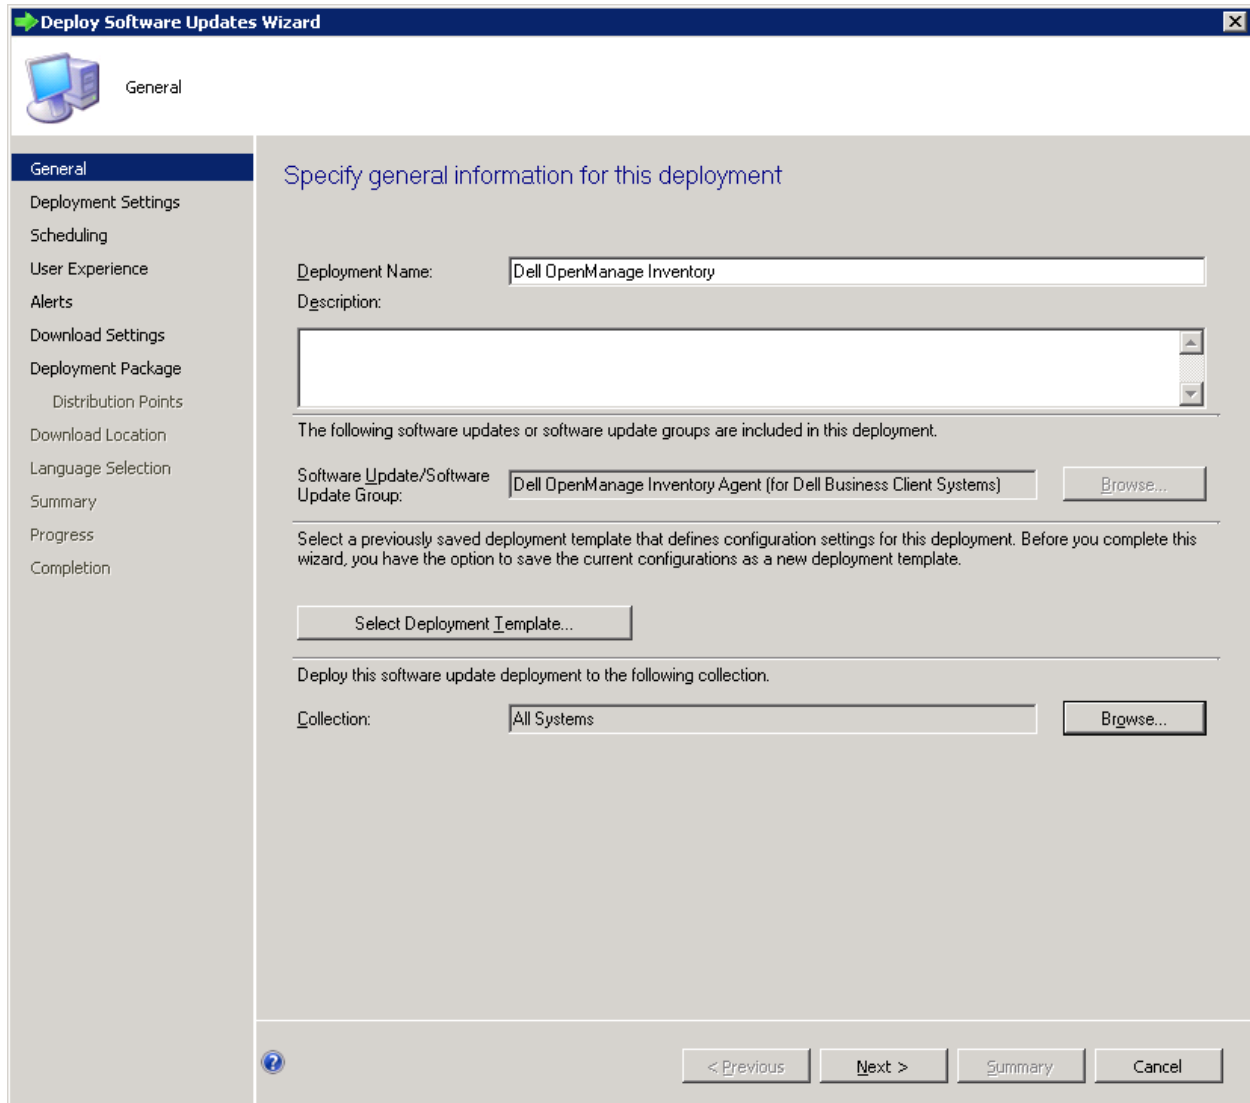 Deploy Software Updates Wizard
General
General
Deployment Settings
Scheduling
User Experience
Alerts
Download Settings
Deployment Package
Distribution Points
Download Location
Language Selection
Summary
Progress
Completion
Specify general information for this deployment
Deployment Name:
Dell OpenManage Inventory
Description:
The following software updates or software update groups are included in this deployment.
Software Update/Software
Update Group:
Dell OpenManage Inventory Agent (for Dell Business Client Systems)
Browse...
Select a previously saved deployment template that defines configuration settings for this deployment. Before you complete this
wizard, you have the option to save the current configurations as a new deployment template.
Select Deployment Template...
Deploy this software update deployment to the following collection.
Collection:
All Systems
Browse...
< Previous
Next >
Summary
Cancel